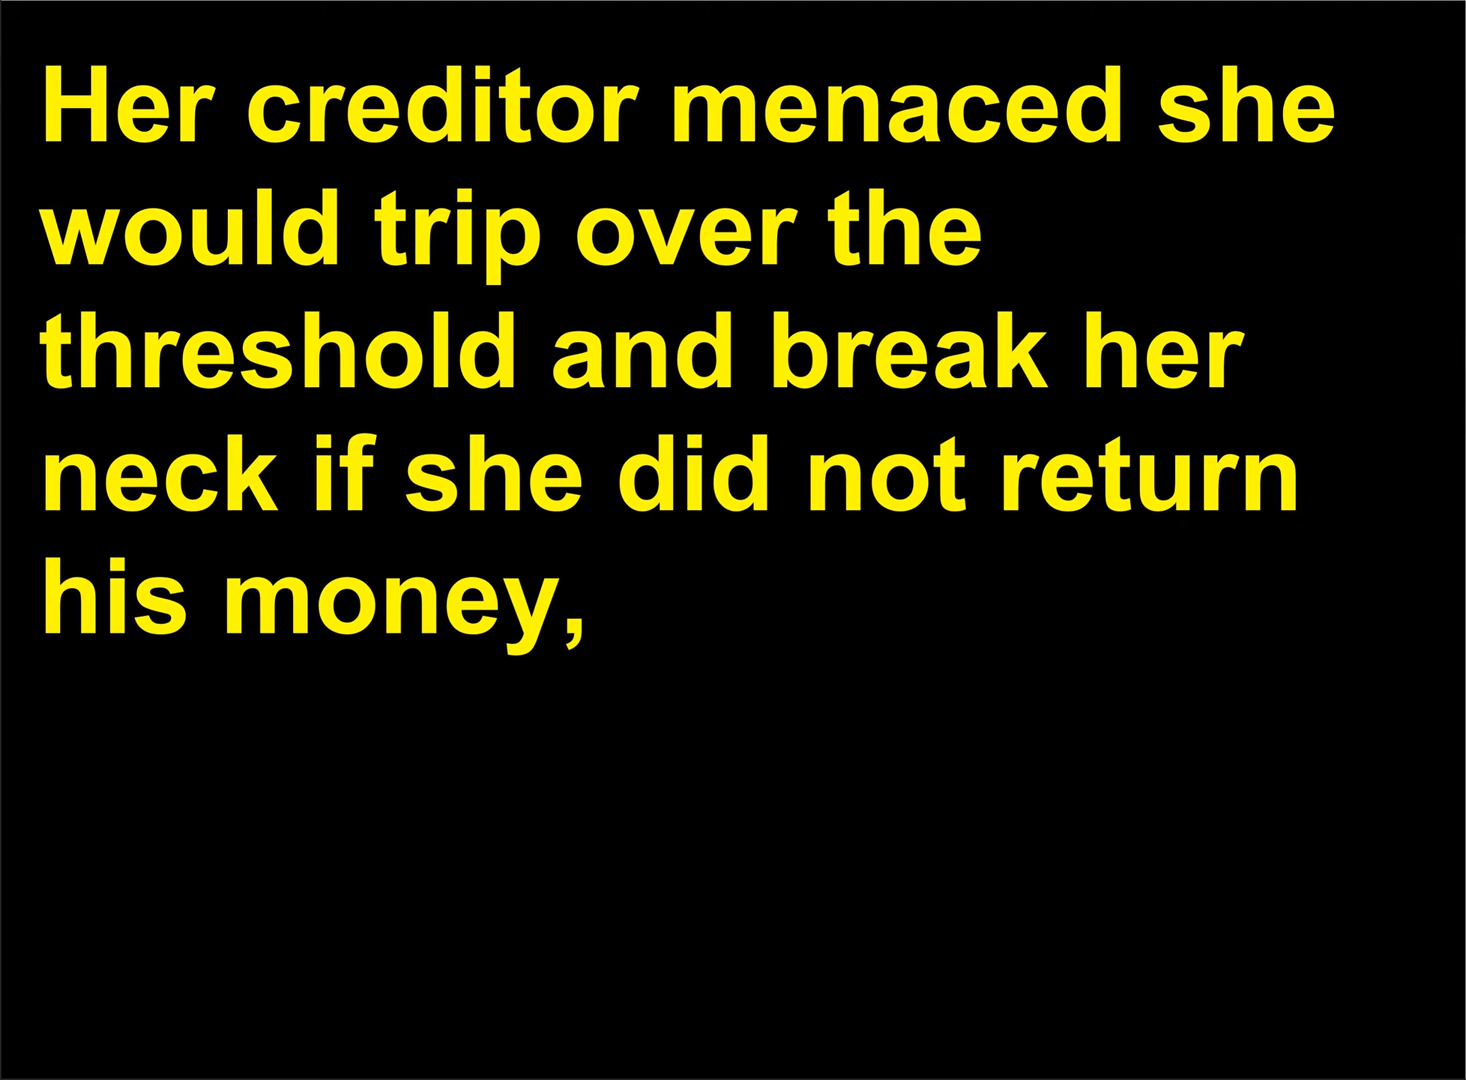 Her creditor menaced she
would trip over the
threshold and break her
neck if she did not return
his money,